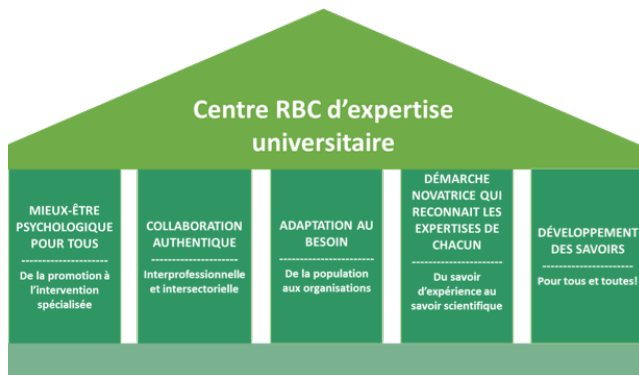 Centre RBC d'expertise
universitaire
MIEUX-ÊTRE
PSYCHOLOGIQUE
POUR TOUS
--------------------
De la promotion à
l'intervention
spécialisée
COLLABORATION
AUTHENTIQUE
--------------------
Interprofessionnelle
et intersectorielle
ADAPTATION AU
BESOIN
--------------------
De la population
aux organisations
DÉMARCHE
NOVATRICE QUI
RECONNAIT LES
EXPERTISES DE
CHACUN
--------------------
Du savoir
d'expérience au
savoir scientifique
DÉVELOPPEMENT
DES SAVOIRS
--------------------
Pour tous et toutes!